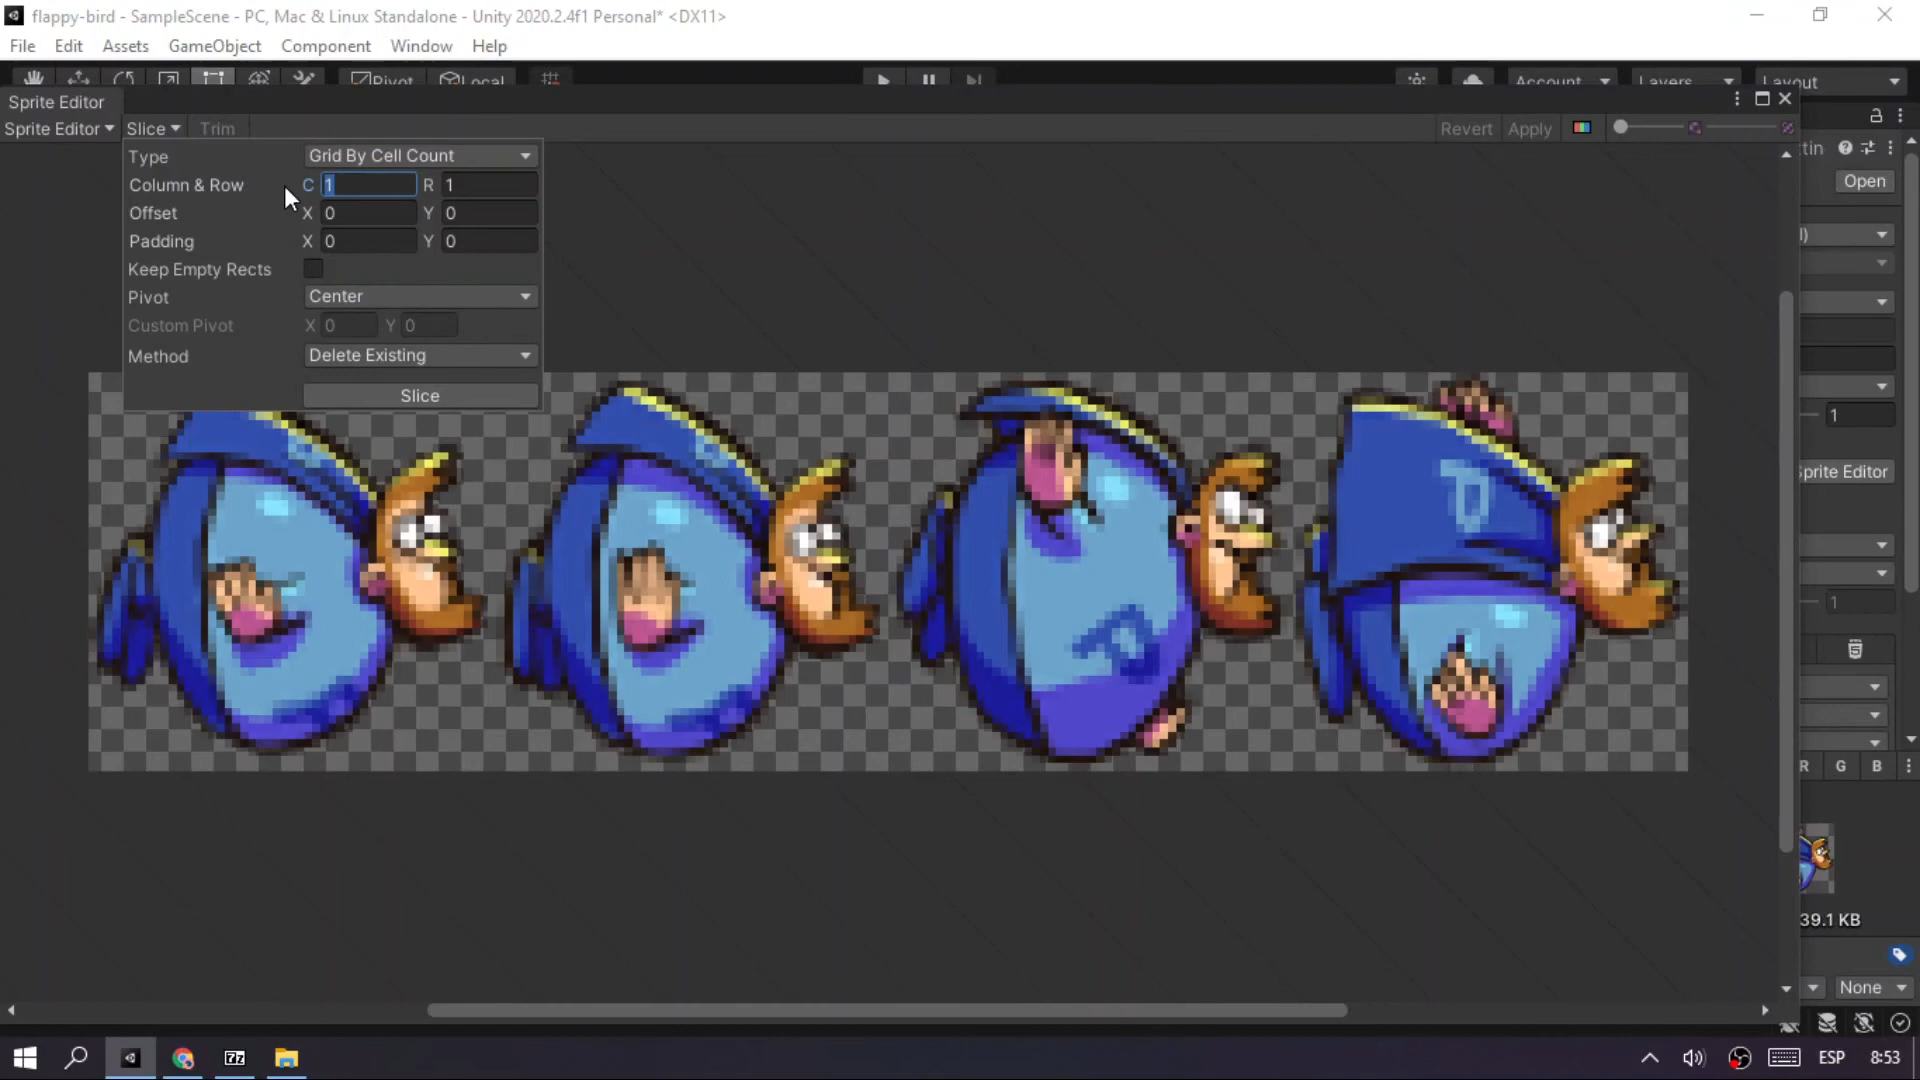 flappy-bird - SampleScene - PC, Mac & Linux Standalone - Unity 2020.2.4f1 Personal* <DX11>
File Edit Assets GameObject Component Window Help
Pivot Local Account Layers Layout
Sprite Editor
Sprite Editor Slice Trim Revert Apply
Type Grid By Cell Count
Column & Row C 1 R 1
Offset X 0 Y 0
Padding X 0 Y 0
Keep Empty Rects
Pivot Center
Custom Pivot X 0 Y 0
Method Delete Existing
Slice
tin
Open
l)
1
Sprite Editor
1
R G B
39.1 KB
None
7z
ESP 8:53